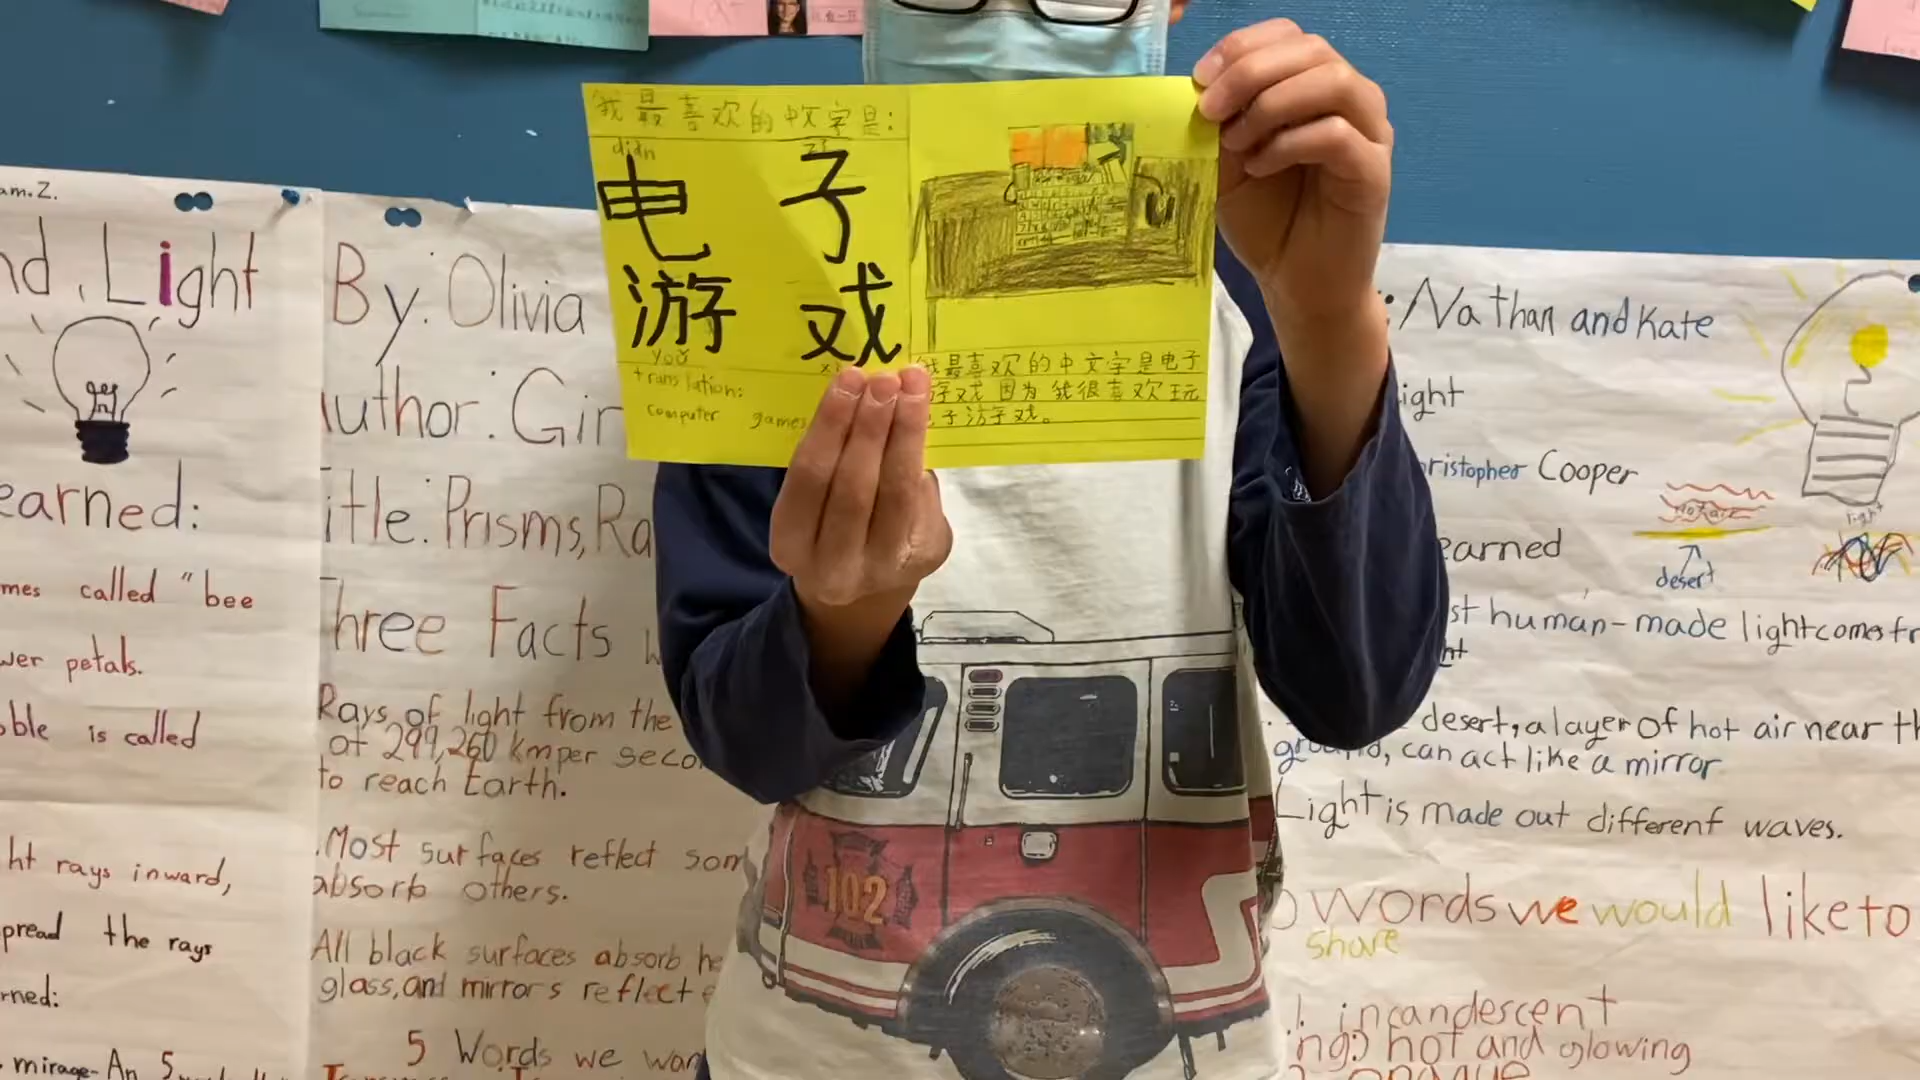 我最喜欢的中文字是:
diàn zǐ
电子
游戏
yóu
translation:
computer games
我最喜欢的中文字是电子
游戏因为我很喜欢玩
电子游戏。
am. Z.
nd, Light
earned:
mes called "bee
wer petals.
ble is called
ht rays inward,
pread the rays
rned:
mirage- An
By: Olivia
uthor: Gir
itle: Prisms, Ra
Three Facts w
Rays of light from the
at 299,260 km per seco
to reach Earth.
.Most surfaces reflect som
absorb others.
All black surfaces absorb he
glass, and mirrors reflect
5 Words we wan
102
: Nathan and Kate
ight
hristopher Cooper
earned
hot air
desert
light
st human-made light comes fr
desert, a layer of hot air near th
ground, can act like a mirror
Light is made out different waves.
words we would like to
share
1. incandescent
ng:) hot and glowing